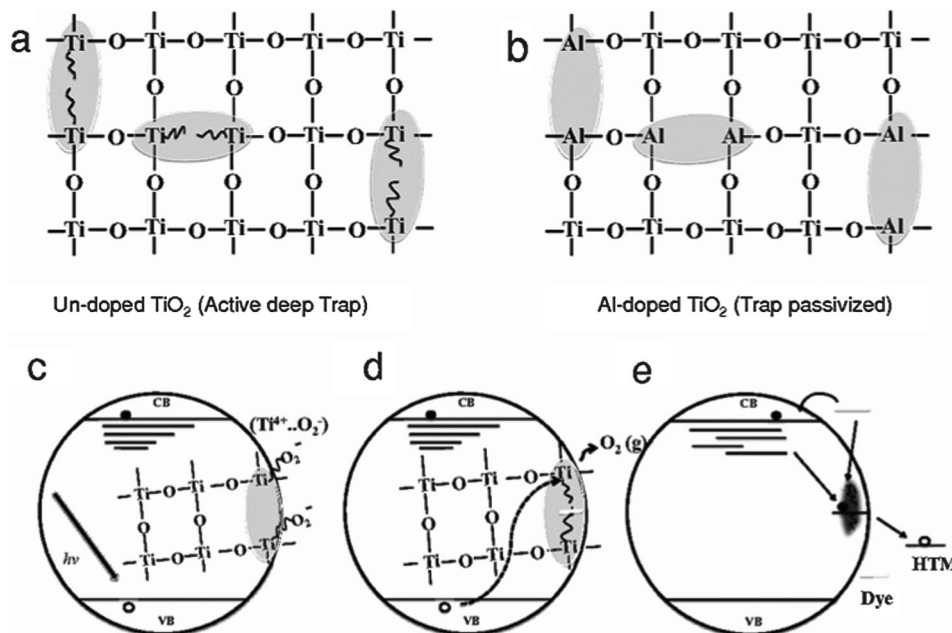 a
Ti—O—Ti—O—Ti—O—Ti—O—Ti
O O O O
Ti—O—Ti Ti—O—Ti—O—Ti
O O O O
Ti—O—Ti—O—Ti—O—Ti—O—Ti
Un-doped TiO₂ (Active deep Trap)
b
Al—O—Ti—O—Ti—O—Ti—O—Ti
O O O O
Al—O—Al Al—O—Ti—O—Al
O O O O
Ti—O—Ti—O—Ti—O—Ti—O—Al
Al-doped TiO₂ (Trap passivized)
c
CB
(Ti⁴⁺..O₂⁻)
O₂
Ti—O—Ti—O—Ti
O O
Ti—O—Ti—O—Ti
O₂
hν
VB
d
CB
O₂ (g)
Ti—O—Ti—O—Ti
O O
Ti—O—Ti—O—Ti
VB
e
CB
HTM
Dye
VB